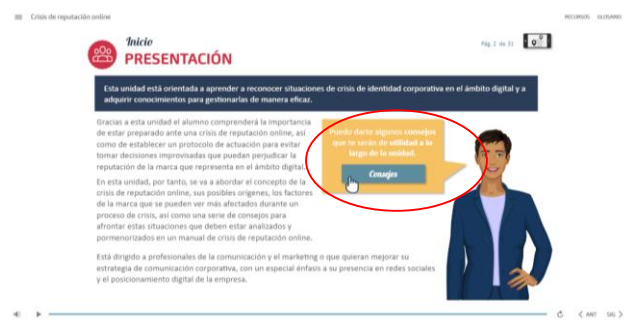 Crisis de reputación online
RECURSOS GLOSARIO
Inicio
PRESENTACIÓN
Pág. 2 de 31
Esta unidad está orientada a aprender a reconocer situaciones de crisis de identidad corporativa en el ámbito digital y a
adquirir conocimientos para gestionarlas de manera eficaz.
Gracias a esta unidad el alumno comprenderá la importancia
de estar preparado ante una crisis de reputación online, así
como de establecer un protocolo de actuación para evitar
tomar decisiones improvisadas que puedan perjudicar la
reputación de la marca que representa en el ámbito digital.
En esta unidad, por tanto, se va a abordar el concepto de la
crisis de reputación online, sus posibles orígenes, los factores
de la marca que se pueden ver más afectados durante un
proceso de crisis, así como una serie de consejos para
afrontar estas situaciones que deben estar analizados y
pormenorizados en un manual de crisis de reputación online.
Puedo darte algunos consejos
que te serán de utilidad a lo
largo de la unidad.
Consejos
Está dirigido a profesionales de la comunicación y el marketing o que quieran mejorar su
estrategia de comunicación corporativa, con un especial énfasis a su presencia en redes sociales
y el posicionamiento digital de la empresa.
ANT SIG